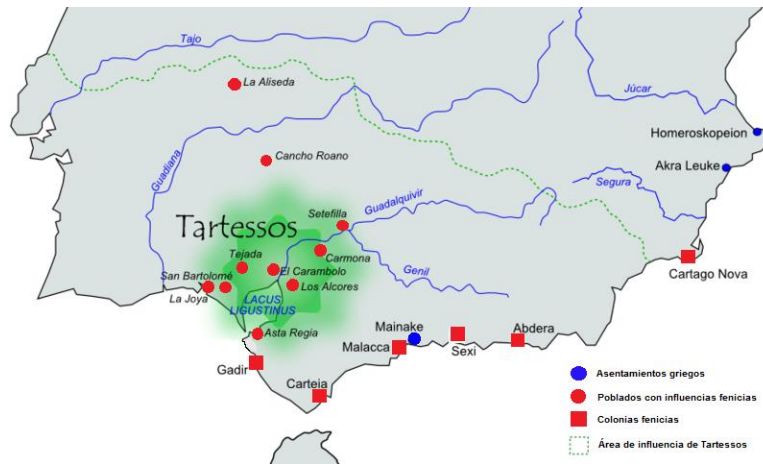 Tajo
La Aliseda
Júcar
Homeroskopeion
Cancho Roano
Akra Leuke
Guadiana
Segura
Setefilla
Guadalquivir
Tartessos
Tejada
Carmona
Genil
San Bartolomé
El Carambolo
Cartago Nova
La Joya
Los Alcores
LACUS
LIGUSTINUS
Asta Regia
Mainake
Abdera
Malacca
Sexi
Gadir
Carteia
Asentamientos griegos
Poblados con influencias fenicias
Colonias fenicias
Área de influencia de Tartessos